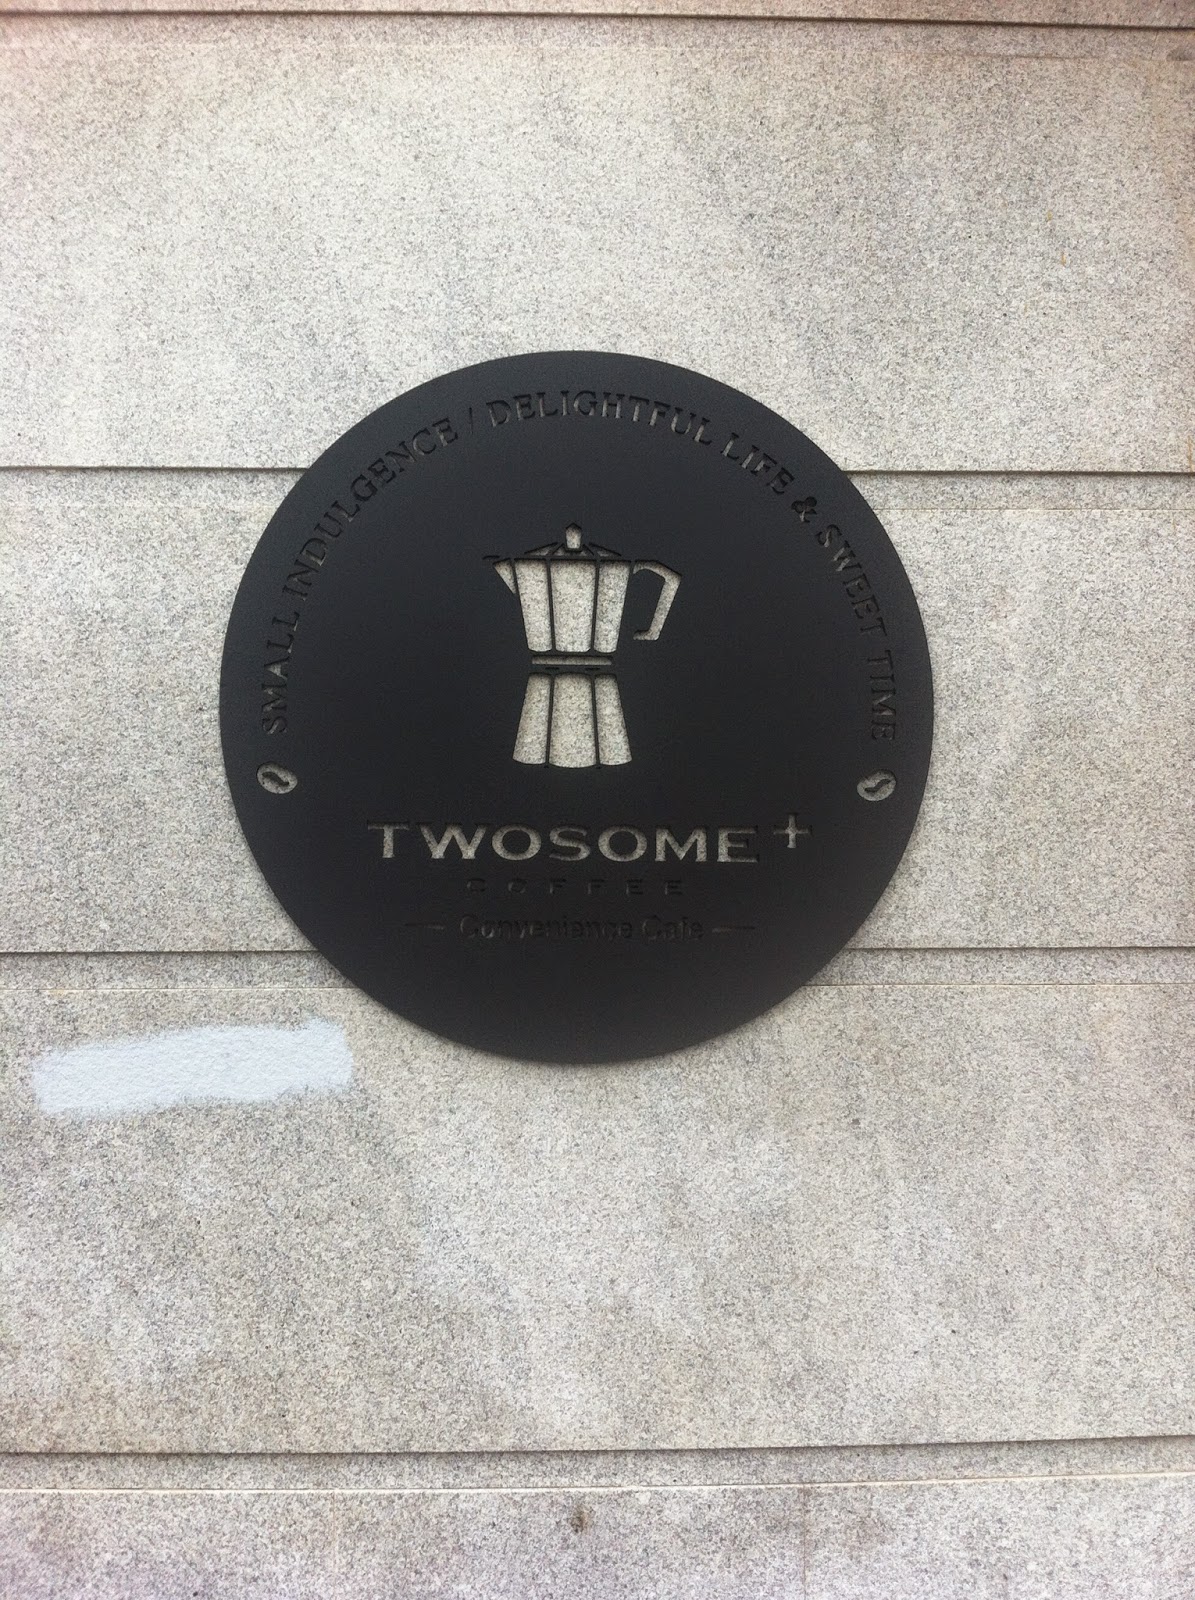 SMALL INDULGENCE / DELIGHTFUL LIFE & SWEET TIME
TWOSOME+
COFFEE
Convenience Cafe